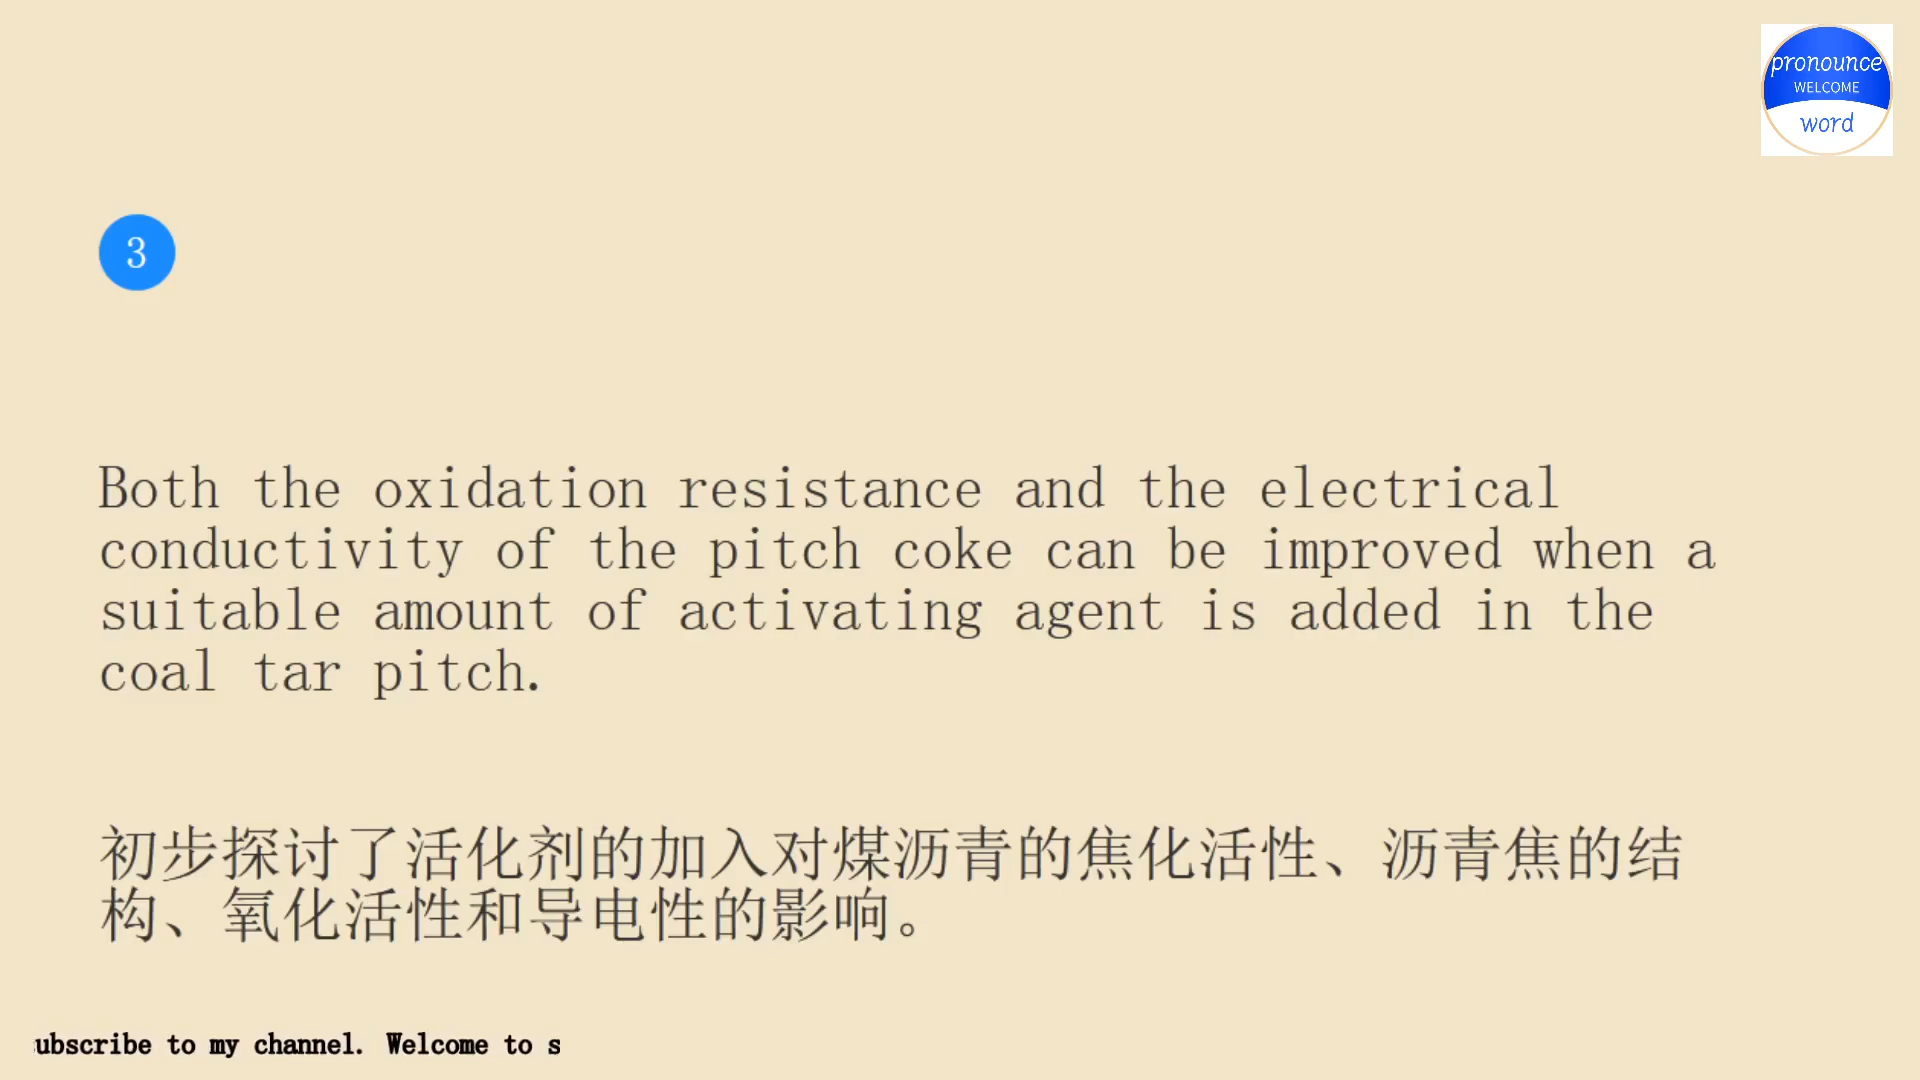 pronounce
WELCOME
word
3
Both the oxidation resistance and the electrical
conductivity of the pitch coke can be improved when a
suitable amount of activating agent is added in the
coal tar pitch.
初步探讨了活化剂的加入对煤沥青的焦化活性、沥青焦的结
构、氧化活性和导电性的影响。
ubscribe to my channel. Welcome to s